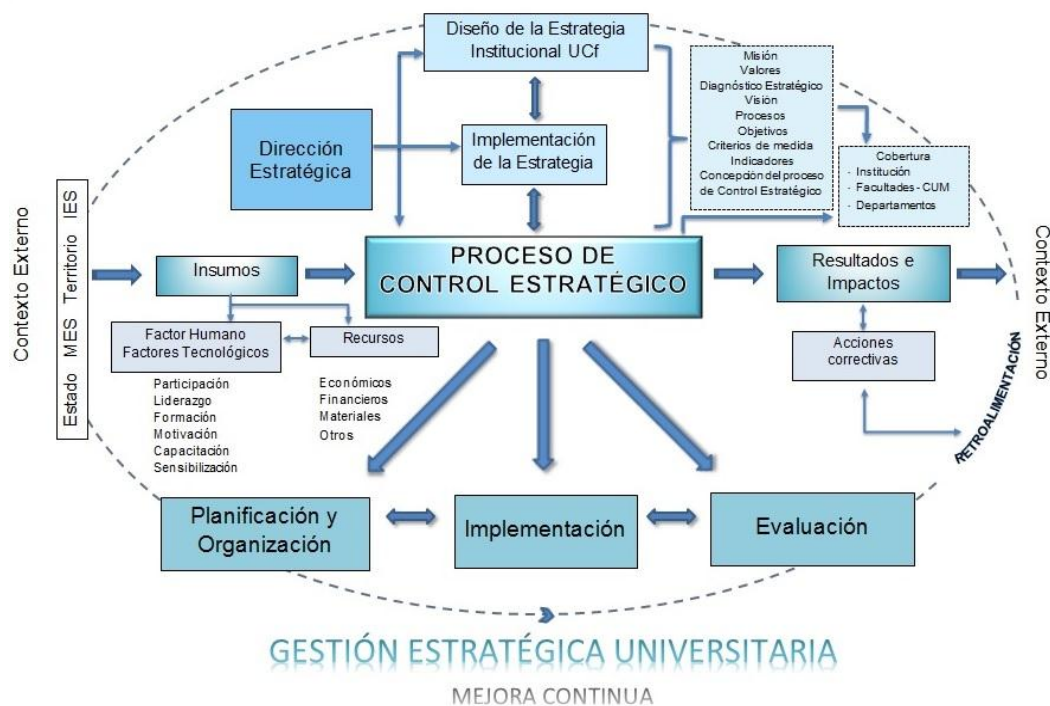 Diseño de la Estrategia
Institucional UCf
Misión
Valores
Diagnóstico Estratégico
Visión
Procesos
Objetivos
Criterios de medida
Indicadores
Concepción del proceso
de Control Estratégico
Dirección
Estratégica
Implementación
de la Estrategia
Cobertura
- Institución
- Facultades - CUM
- Departamentos
Contexto Externo
Estado MES Territorio IES
Insumos
PROCESO DE
CONTROL ESTRATÉGICO
Resultados e
Impactos
Contexto Externo
Factor Humano
Factores Tecnológicos
Recursos
Acciones
correctivas
RETROALIMENTACIÓN
Participación
Liderazgo
Formación
Motivación
Capacitación
Sensibilización
Económicos
Financieros
Materiales
Otros
Planificación y
Organización
Implementación
Evaluación
GESTIÓN ESTRATÉGICA UNIVERSITARIA
MEJORA CONTINUA